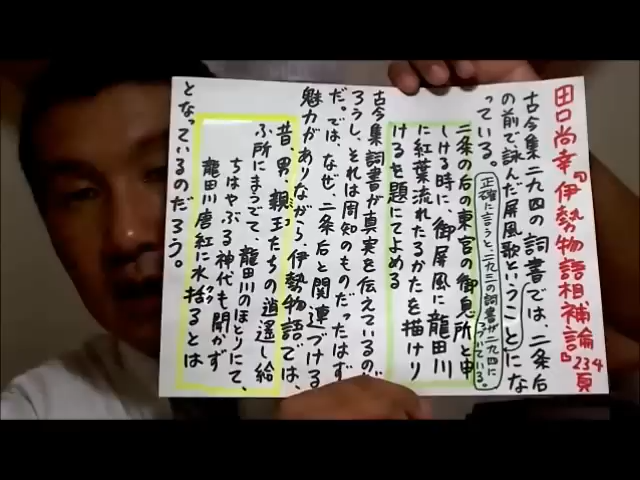 田口尚幸『伊勢物語相補論』234頁
古今集二九四の詞書では、二条后
の前で詠んだ屏風歌ということにな
っている。
正確に言うと、二九三の詞書が二九四に
つづいている。
二条の后の東宮の御息所と申
しける時に、御屏風に龍田川
に紅葉流れたるかたを描けり
けるを題にてよめる
古今集詞書が真実を伝えているのだ
ろうし、それは周知のものだったはず
だ。では、なぜ、二条后と関連づける
魅力がありながら、伊勢物語では、
昔、男、親王たちの逍遥し給
ふ所にまうでて、龍田川のほとりにて、
ちはやぶる神代も聞かず
龍田川唐紅に水括るとは
となっているのだろう。